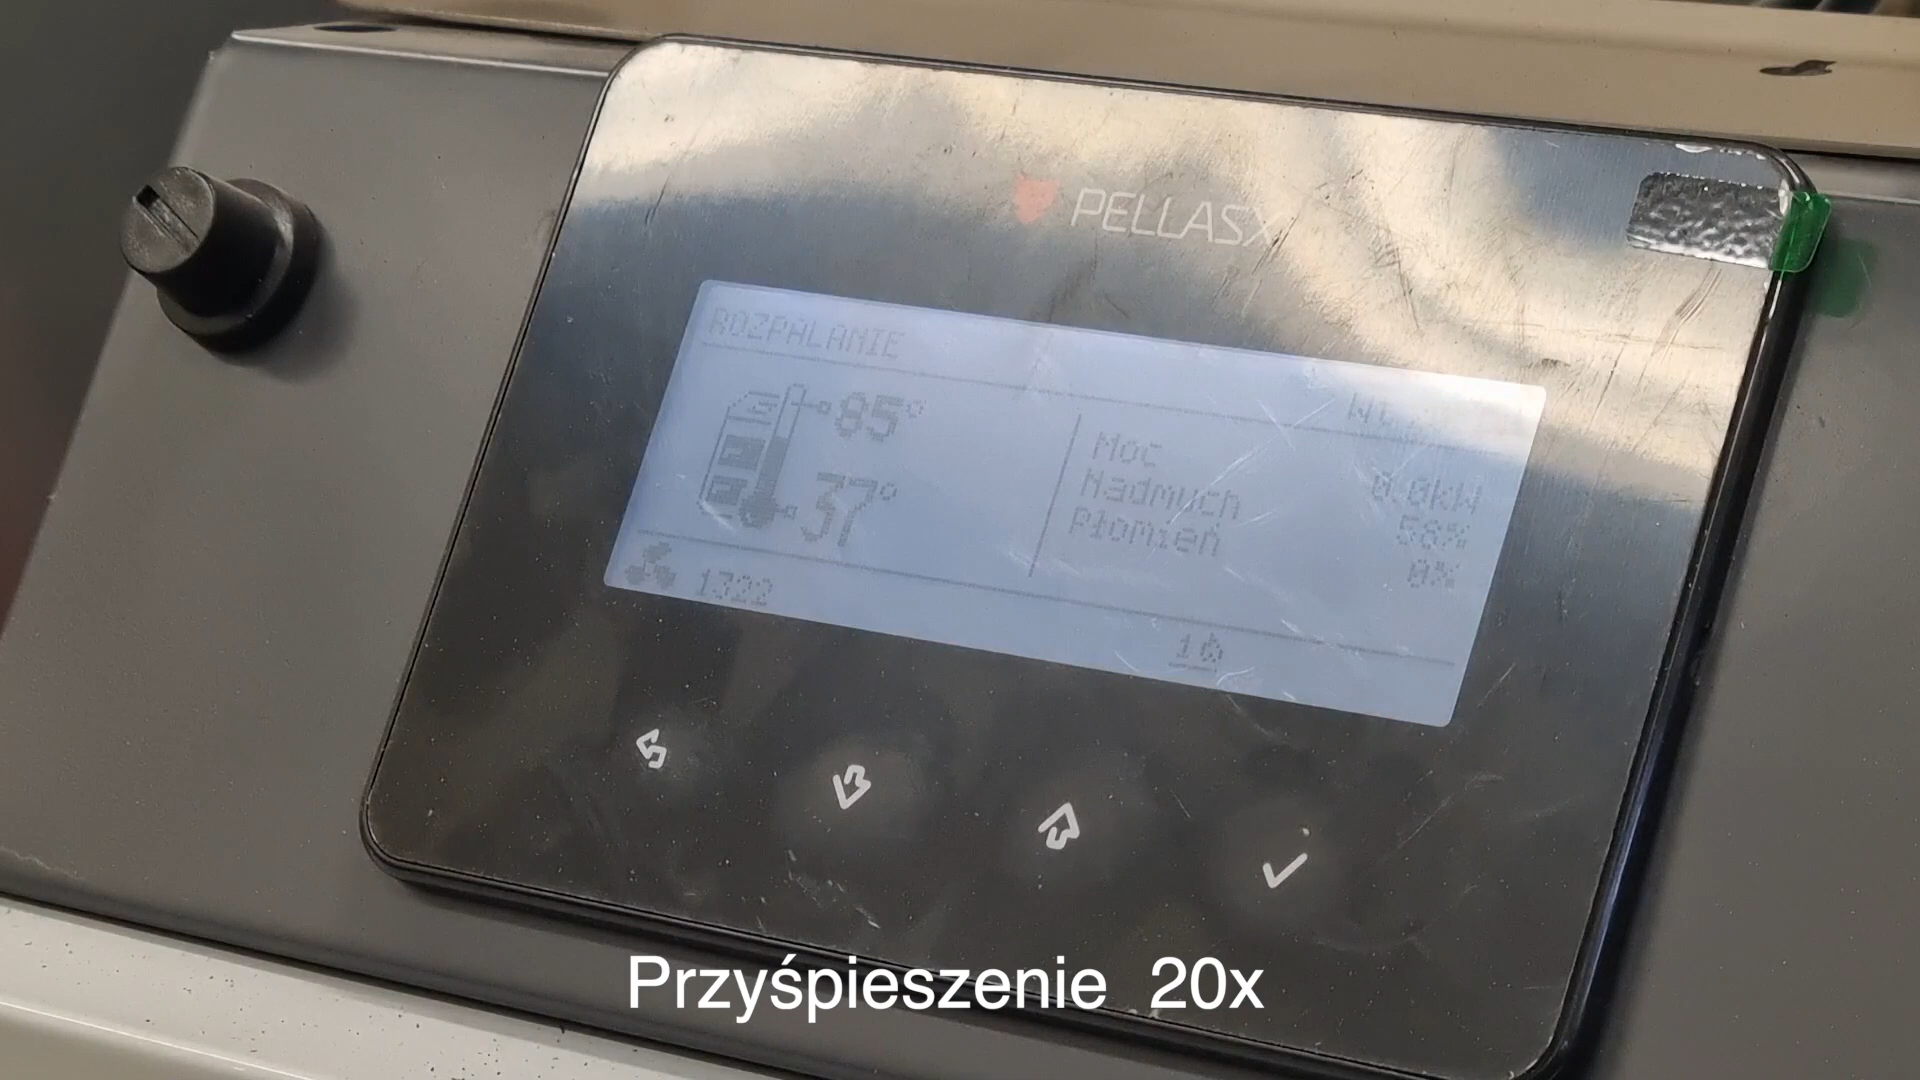 PELLASX
ROZPALANIE
85°
37°
Moc 0.0kW
Nadmuch 58%
Płomień 0%
1322
1
Przyśpieszenie 20x